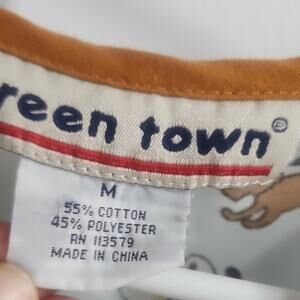 reen town®
M
55% COTTON
45% POLYESTER
RN 113579
MADE IN CHINA